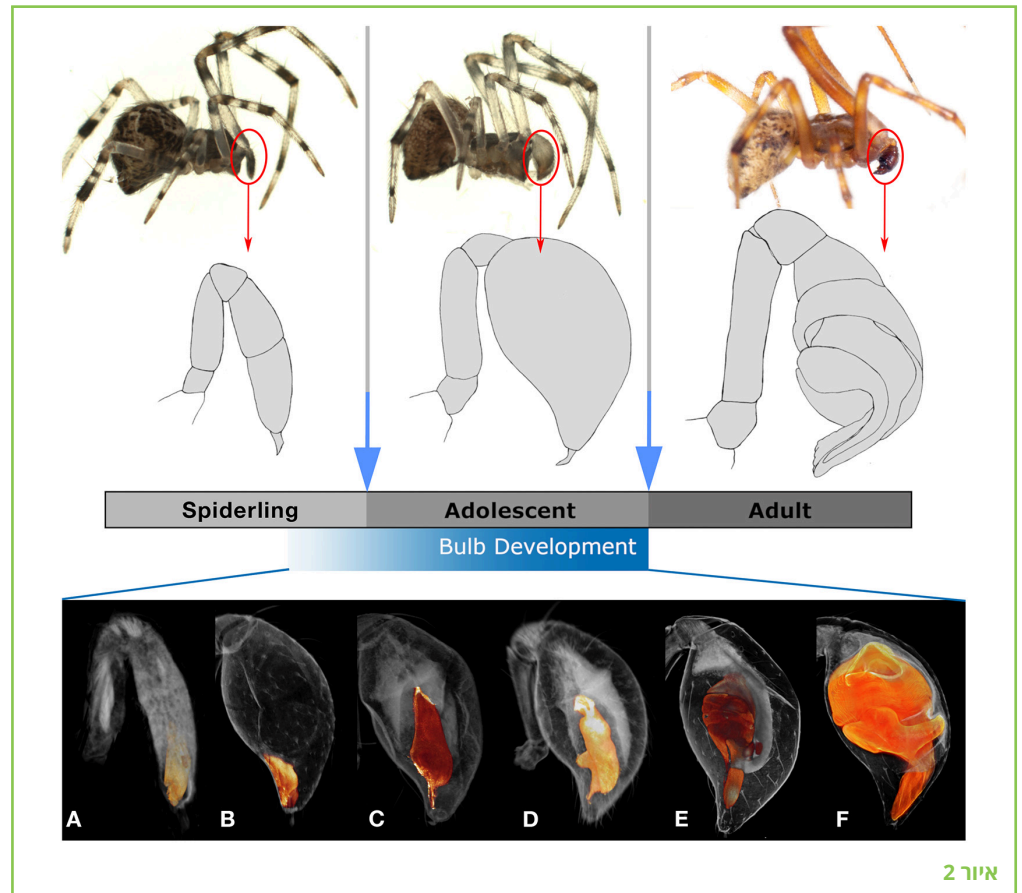 Spiderling Adolescent Adult
Bulb Development
A B C D E F
איור 2